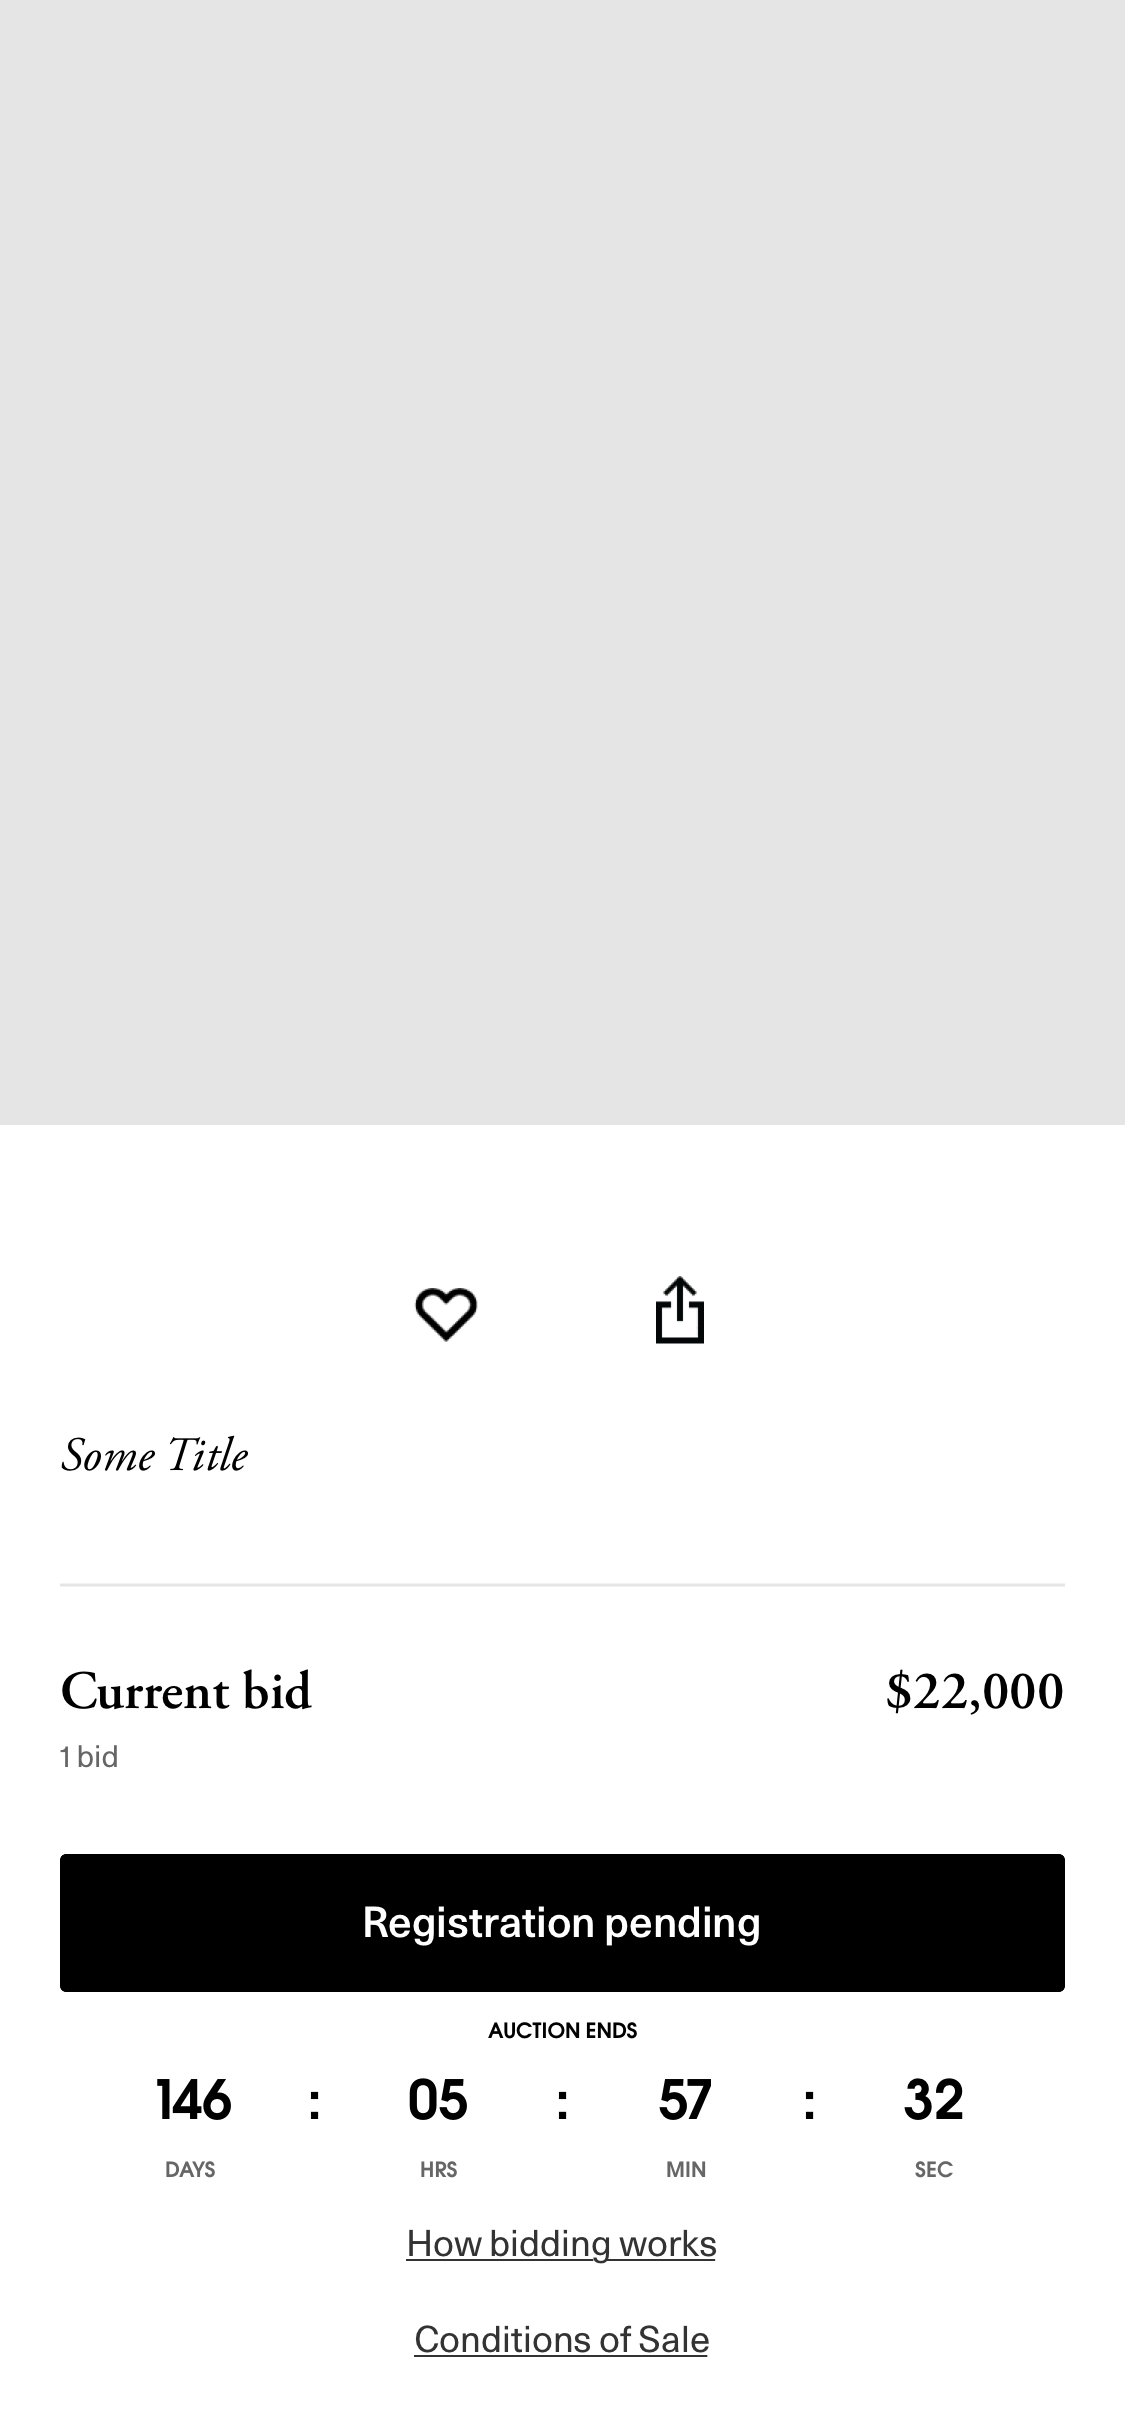 Some Title
Current bid $22,000
1 bid
Registration pending
AUCTION ENDS
146 : 05 : 57 : 32
DAYS HRS MIN SEC
How bidding works
Conditions of Sale